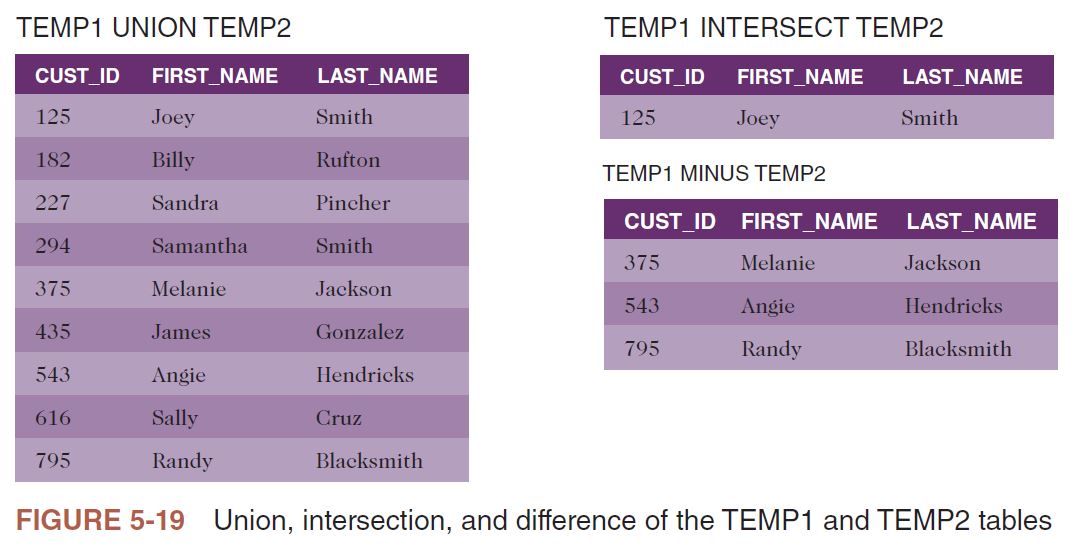 TEMP1 UNION TEMP2
CUST_ID FIRST_NAME LAST_NAME
125 Joey Smith
182 Billy Rufton
227 Sandra Pincher
294 Samantha Smith
375 Melanie Jackson
435 James Gonzalez
543 Angie Hendricks
616 Sally Cruz
795 Randy Blacksmith
TEMP1 INTERSECT TEMP2
CUST_ID FIRST_NAME LAST_NAME
125 Joey Smith
TEMP1 MINUS TEMP2
CUST_ID FIRST_NAME LAST_NAME
375 Melanie Jackson
543 Angie Hendricks
795 Randy Blacksmith
FIGURE 5-19 Union, intersection, and difference of the TEMP1 and TEMP2 tables